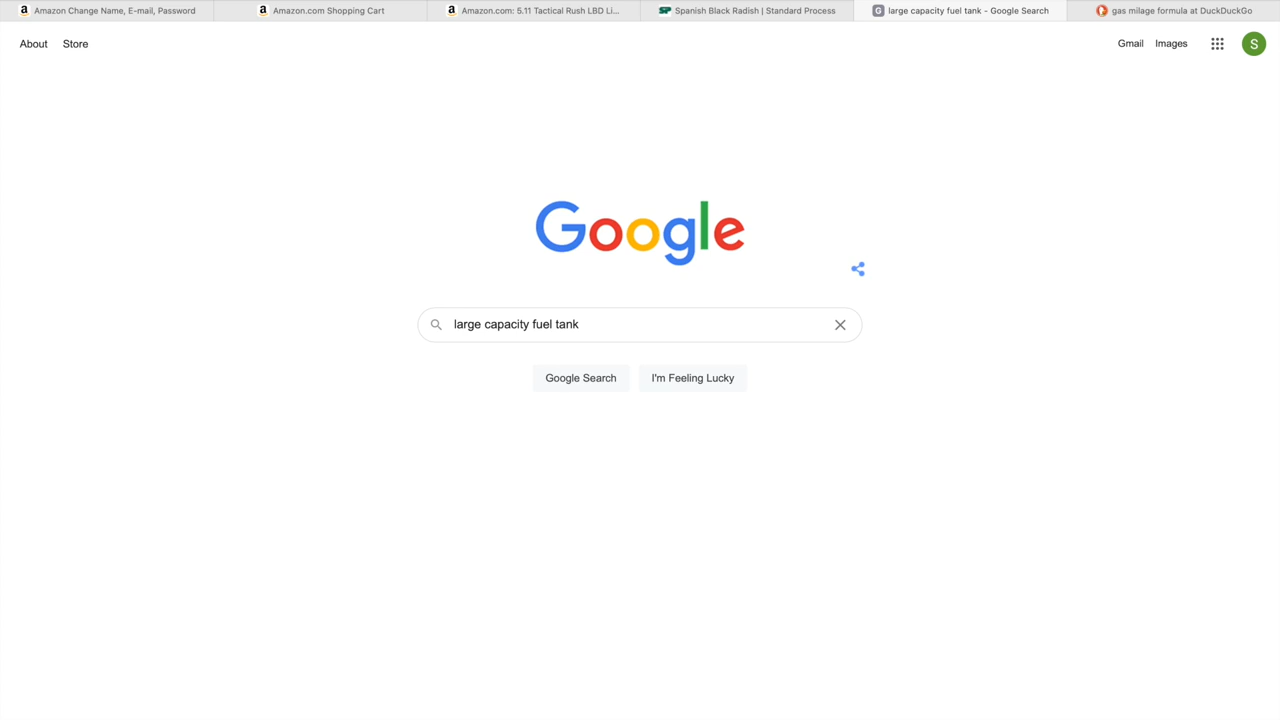 Amazon Change Name, E-mail, Password
Amazon.com Shopping Cart
Amazon.com: 5.11 Tactical Rush LBD Li...
Spanish Black Radish | Standard Process
G large capacity fuel tank - Google Search
gas milage formula at DuckDuckGo
About Store
Gmail Images
S
Google
large capacity fuel tank
Google Search
I'm Feeling Lucky